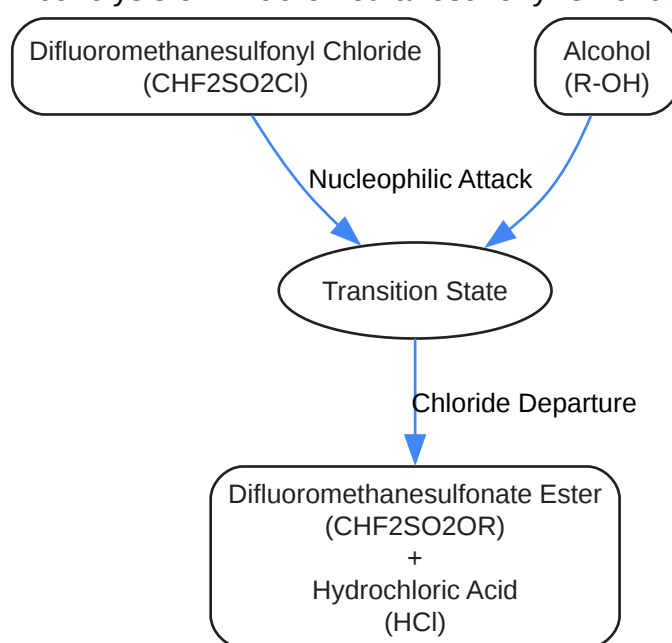 Difluoromethanesulfonyl Chloride
(CHF2SO2Cl)
Alcohol
(R-OH)
Nucleophilic Attack
Transition State
Chloride Departure
Difluoromethanesulfonate Ester
(CHF2SO2OR)
+
Hydrochloric Acid
(HCl)